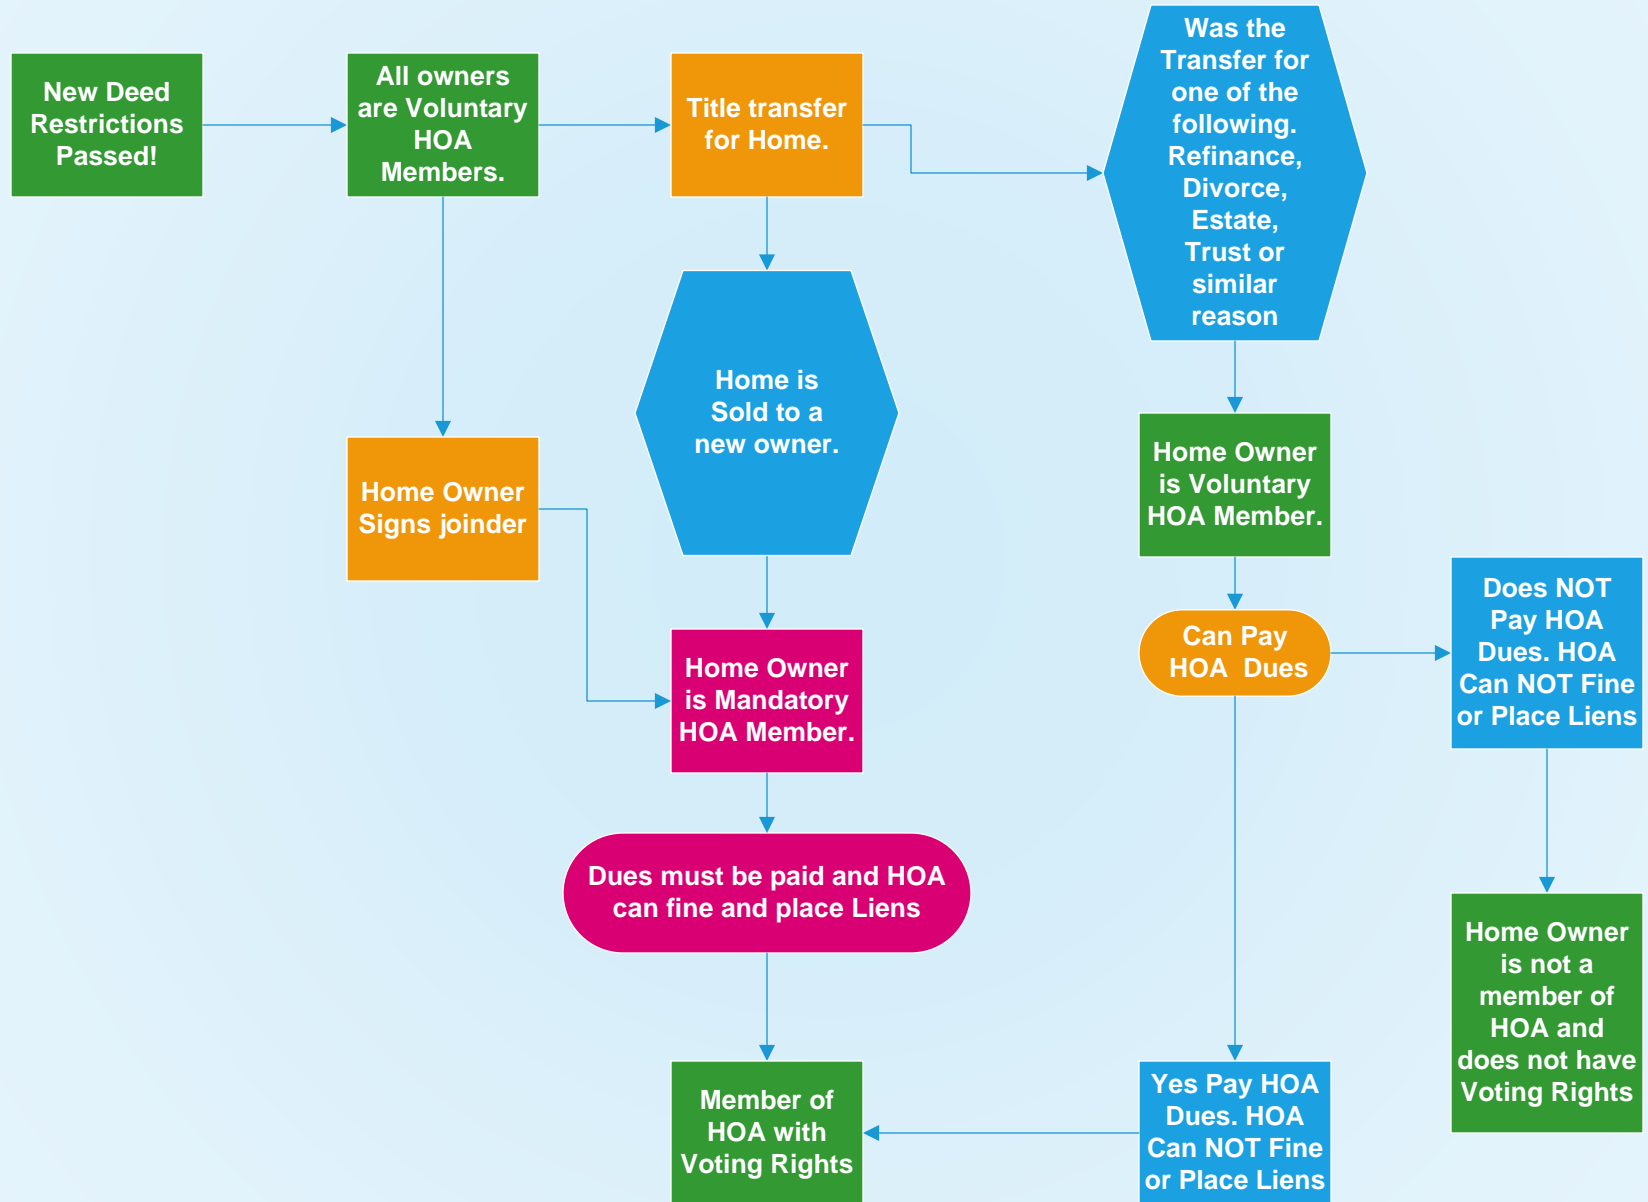 New Deed
Restrictions
Passed!
All owners
are Voluntary
HOA
Members.
Title transfer
for Home.
Was the
Transfer for
one of the
following.
Refinance,
Divorce,
Estate,
Trust or
similar
reason
Home is
Sold to a
new owner.
Home Owner
Signs joinder
Home Owner
is Voluntary
HOA Member.
Can Pay
HOA Dues
Does NOT
Pay HOA
Dues. HOA
Can NOT Fine
or Place Liens
Home Owner
is Mandatory
HOA Member.
Dues must be paid and HOA
can fine and place Liens
Home Owner
is not a
member of
HOA and
does not have
Voting Rights
Member of
HOA with
Voting Rights
Yes Pay HOA
Dues. HOA
Can NOT Fine
or Place Liens